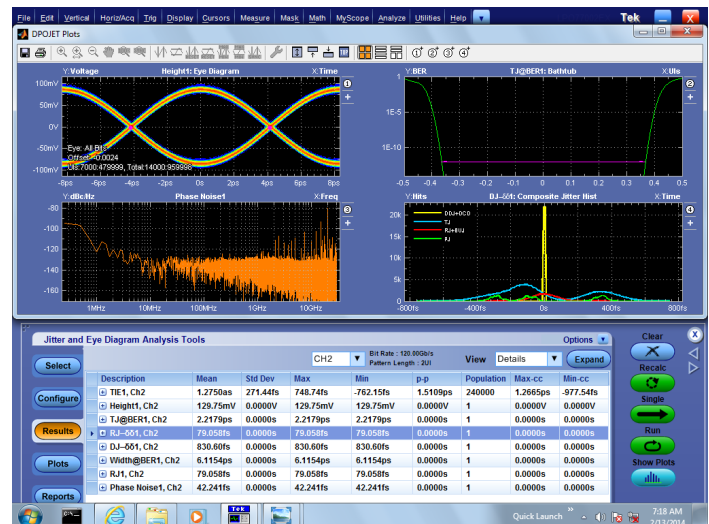 File Edit Vertical Horiz/Acq Trig Display Cursors Measure Mask Math MyScope Analyze Utilities Help Tek
DPOJET Plots
Y:Voltage Height1: Eye Diagram X:Time
100mV
50mV
0V
-50mV
-100mV
Eye: All Bits
Offset: 0.0024
UIs:7000:479999, Total:14000:959998
-8ps -6ps -4ps -2ps 0s 2ps 4ps 6ps 8ps
Y:BER TJ@BER1: Bathtub X:UIs
1
1E-5
1E-10
-0.5 -0.4 -0.3 -0.2 -0.1 0 0.1 0.2 0.3 0.4 0.5
Y:dBc/Hz Phase Noise1 X:Freq
-80
-100
-120
-140
-160
1MHz 10MHz 100MHz 1GHz 10GHz
Y:Hits DJ-δδ1: Composite Jitter Hist X:Time
20k
15k
10k
5k
0
DDJ+DCD
TJ
RJ+BUJ
PJ
-800fs -400fs 0s 400fs 800fs
Jitter and Eye Diagram Analysis Tools Options
CH2 Bit Rate : 120.00Gb/s
Pattern Length : 2UI
View Details Expand
Select
Configure
Results
Plots
Reports
Description Mean Std Dev Max Min p-p Population Max-cc Min-cc
TIE1, Ch2 1.2750as 271.44fs 748.74fs -762.15fs 1.5109ps 240000 1.2665ps -977.54fs
Height1, Ch2 129.75mV 0.0000V 129.75mV 129.75mV 0.0000V 1 0.0000V 0.0000V
TJ@BER1, Ch2 2.2179ps 0.0000s 2.2179ps 2.2179ps 0.0000s 1 0.0000s 0.0000s
RJ-δδ1, Ch2 79.058fs 0.0000s 79.058fs 79.058fs 0.0000s 1 0.0000s 0.0000s
DJ-δδ1, Ch2 830.60fs 0.0000s 830.60fs 830.60fs 0.0000s 1 0.0000s 0.0000s
Width@BER1, Ch2 6.1154ps 0.0000s 6.1154ps 6.1154ps 0.0000s 1 0.0000s 0.0000s
RJ1, Ch2 79.058fs 0.0000s 79.058fs 79.058fs 0.0000s 1 0.0000s 0.0000s
Phase Noise1, Ch2 42.241fs 0.0000s 42.241fs 42.241fs 0.0000s 1 0.0000s 0.0000s
Clear
Recalc
Single
Run
Show Plots
Tek
Quick Launch
7:18 AM
2/13/2014